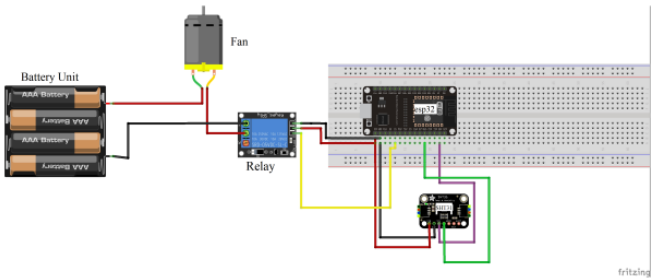 Fan
Battery Unit
AAA Battery
AAA Battery
AAA Battery
AAA Battery
esp32
Relay
fritzing